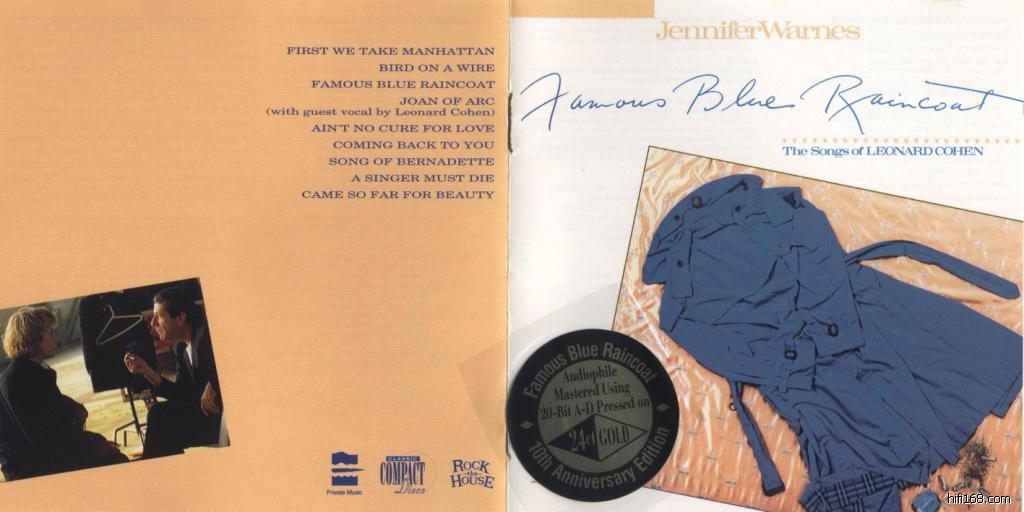 FIRST WE TAKE MANHATTAN
BIRD ON A WIRE
FAMOUS BLUE RAINCOAT
JOAN OF ARC
(with guest vocal by Leonard Cohen)
AIN'T NO CURE FOR LOVE
COMING BACK TO YOU
SONG OF BERNADETTE
A SINGER MUST DIE
CAME SO FAR FOR BEAUTY
Private Music
CLASSIC
COMPACT
Discs
ROCK
-the-
HOUSE
JenniferWarnes
Famous Blue Raincoat
The Songs of LEONARD COHEN
Famous Blue Raincoat
Audiophile
Mastered Using
20-Bit A-D Pressed on
24ct GOLD
10th Anniversary Edition
hifi168.com